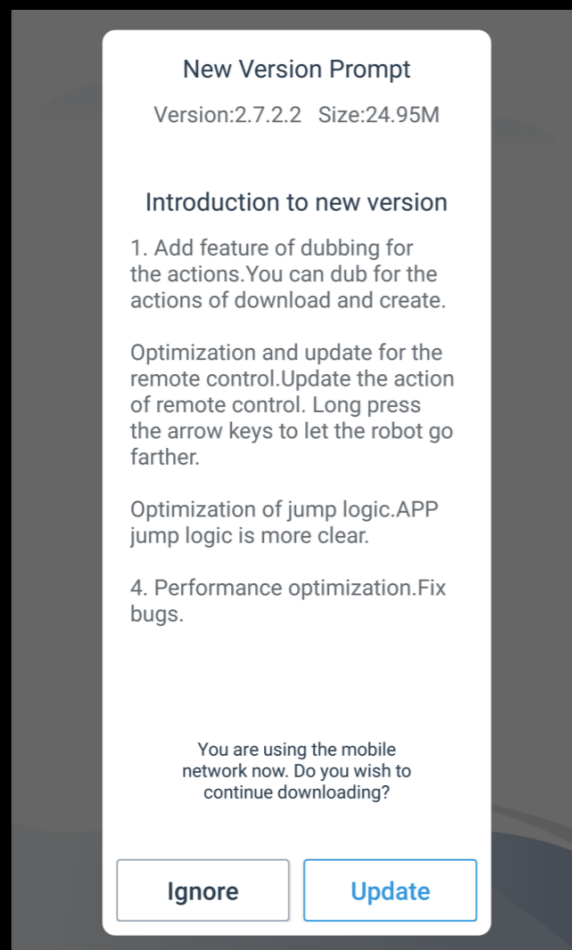 New Version Prompt
Version:2.7.2.2 Size:24.95M
Introduction to new version
1. Add feature of dubbing for
the actions.You can dub for the
actions of download and create.
Optimization and update for the
remote control.Update the action
of remote control. Long press
the arrow keys to let the robot go
farther.
Optimization of jump logic.APP
jump logic is more clear.
4. Performance optimization.Fix
bugs.
You are using the mobile
network now. Do you wish to
continue downloading?
Ignore
Update